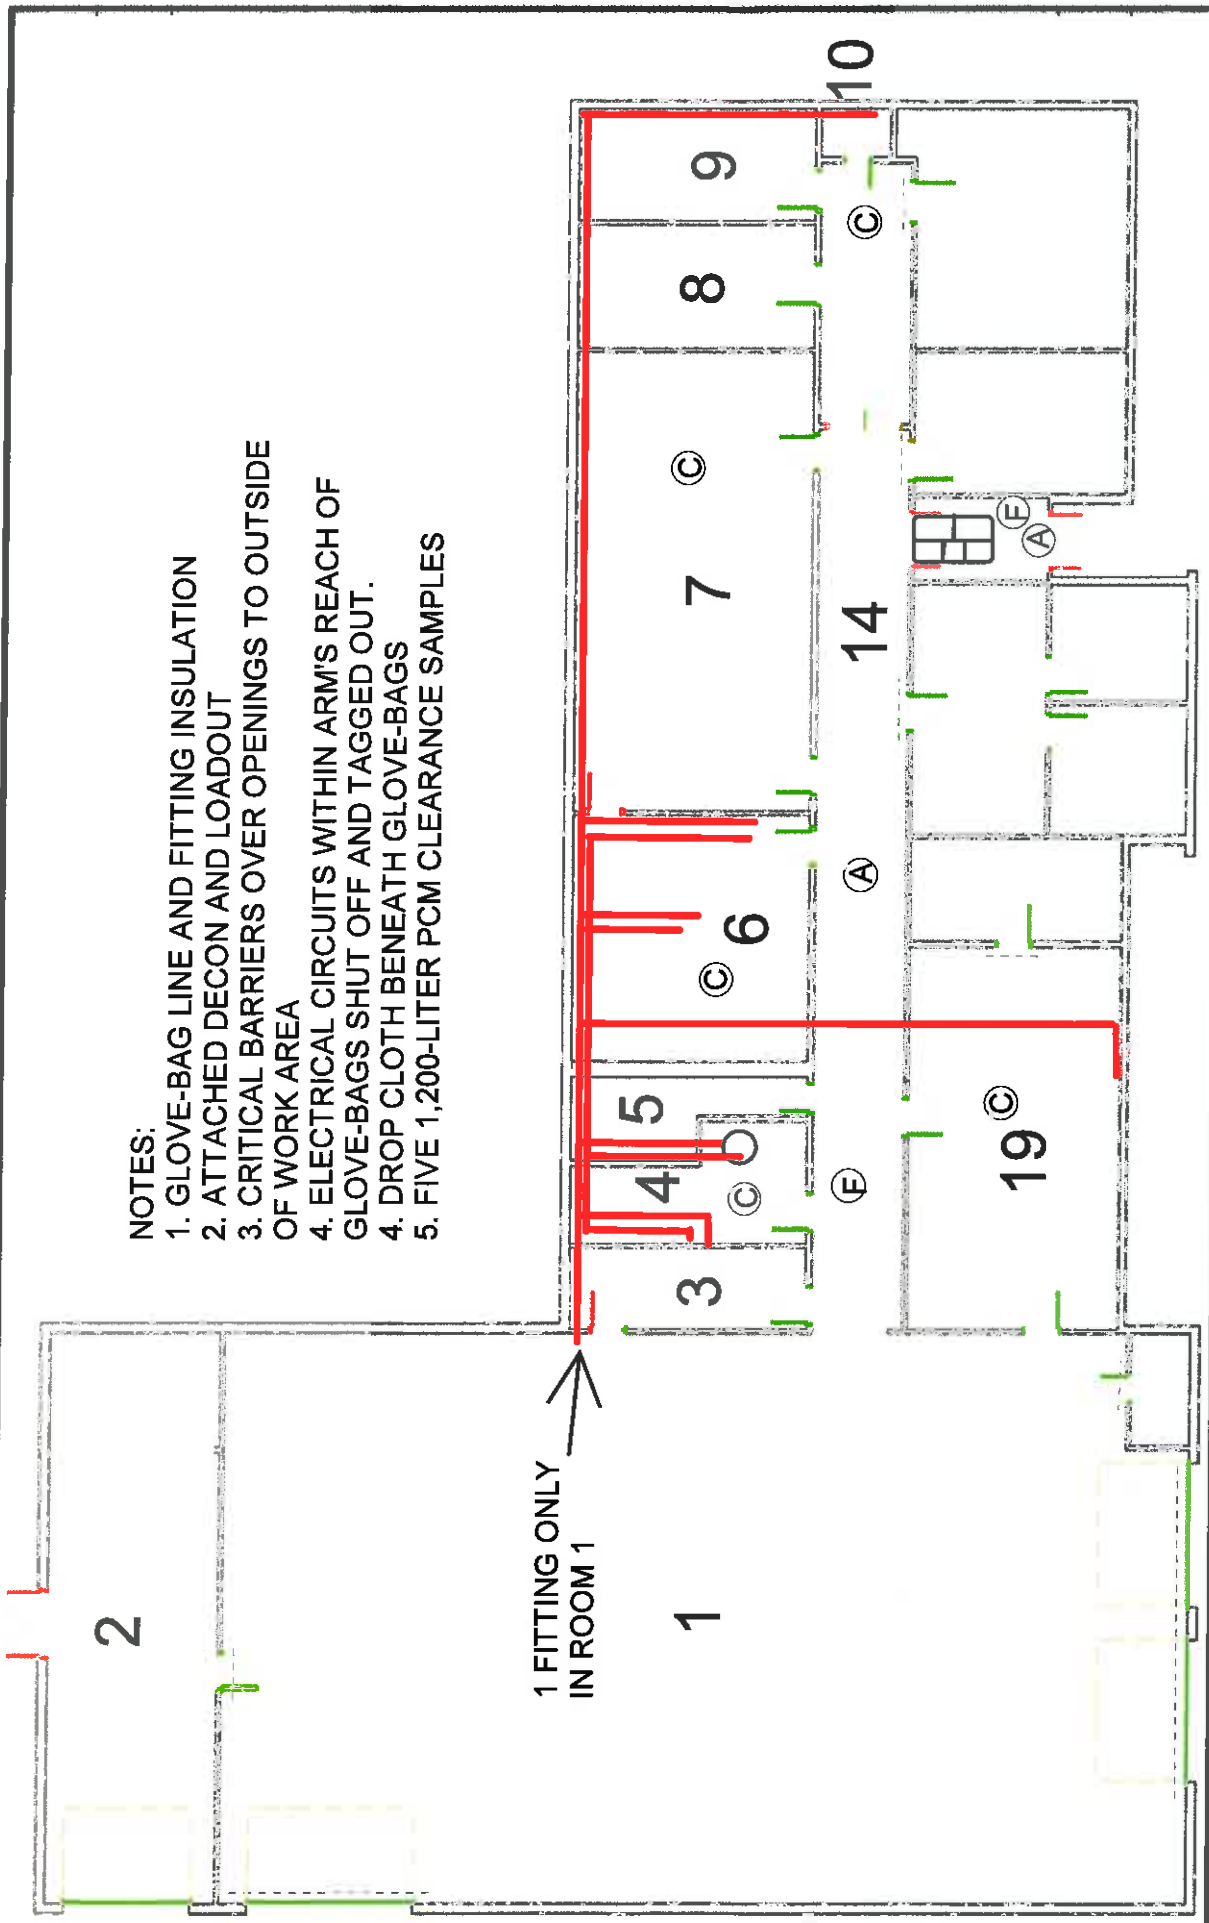 NOTES:
1. GLOVE-BAG LINE AND FITTING INSULATION
2. ATTACHED DECON AND LOADOUT
3. CRITICAL BARRIERS OVER OPENINGS TO OUTSIDE
OF WORK AREA
4. ELECTRICAL CIRCUITS WITHIN ARM'S REACH OF
GLOVE-BAGS SHUT OFF AND TAGGED OUT.
4. DROP CLOTH BENEATH GLOVE-BAGS
5. FIVE 1,200-LITER PCM CLEARANCE SAMPLES
2
1 FITTING ONLY
IN ROOM 1
1
3
4
5
6
7
8
9
10
C
C
C
C
F
A
14
C
19
F
A